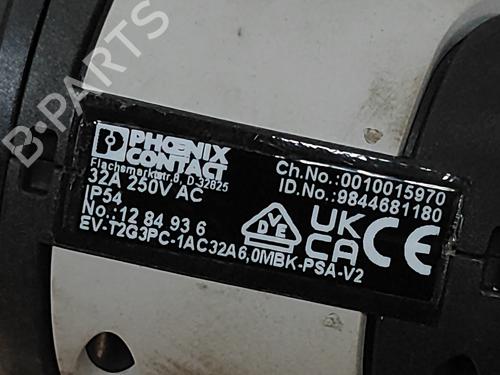 B-PARTS
PHOENIX
CONTACT
Flachsmarktstr.8, D 32825
32A 250V AC
IP54
No.:12 84 93 6
EV-T2G3PC-1AC32A6,0MBK-PSA-V2
Ch.No.:0010015970
ID.No.:9844681180
DVE
UK
CA
CE